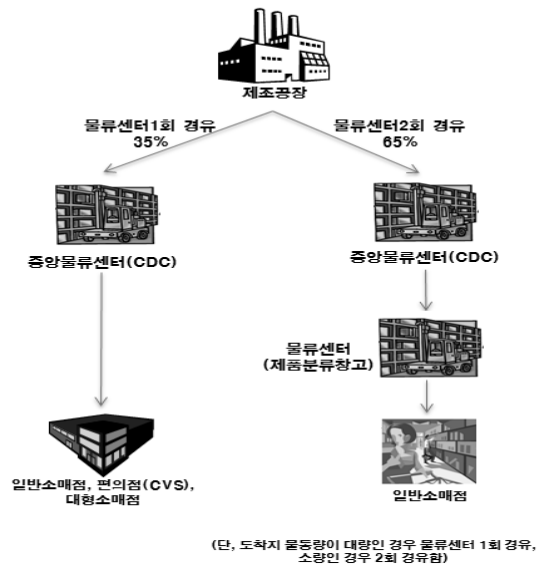 제조공장
물류센터1회 경유
35%
물류센터2회 경유
65%
중앙물류센터(CDC)
중앙물류센터(CDC)
물류센터
(제품분류창고)
일반소매점, 편의점(CVS),
대형소매점
일반소매점
(단, 도착지 물동량이 대량인 경우 물류센터 1회 경유,
소량인 경우 2회 경유함)